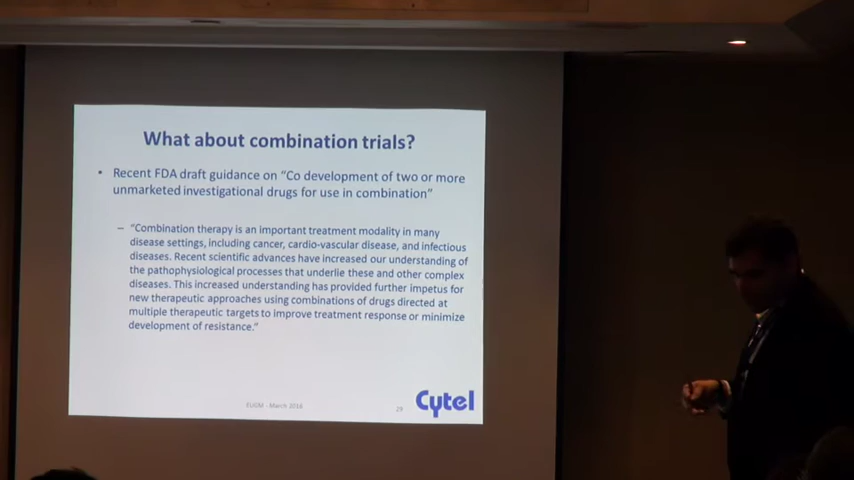 What about combination trials?
• Recent FDA draft guidance on “Co development of two or more
unmarketed investigational drugs for use in combination”
– “Combination therapy is an important treatment modality in many
disease settings, including cancer, cardio-vascular disease, and infectious
diseases. Recent scientific advances have increased our understanding of
the pathophysiological processes that underlie these and other complex
diseases. This increased understanding has provided further impetus for
new therapeutic approaches using combinations of drugs directed at
multiple therapeutic targets to improve treatment response or minimize
development of resistance.”
EUGM - March 2016
29
Cytel